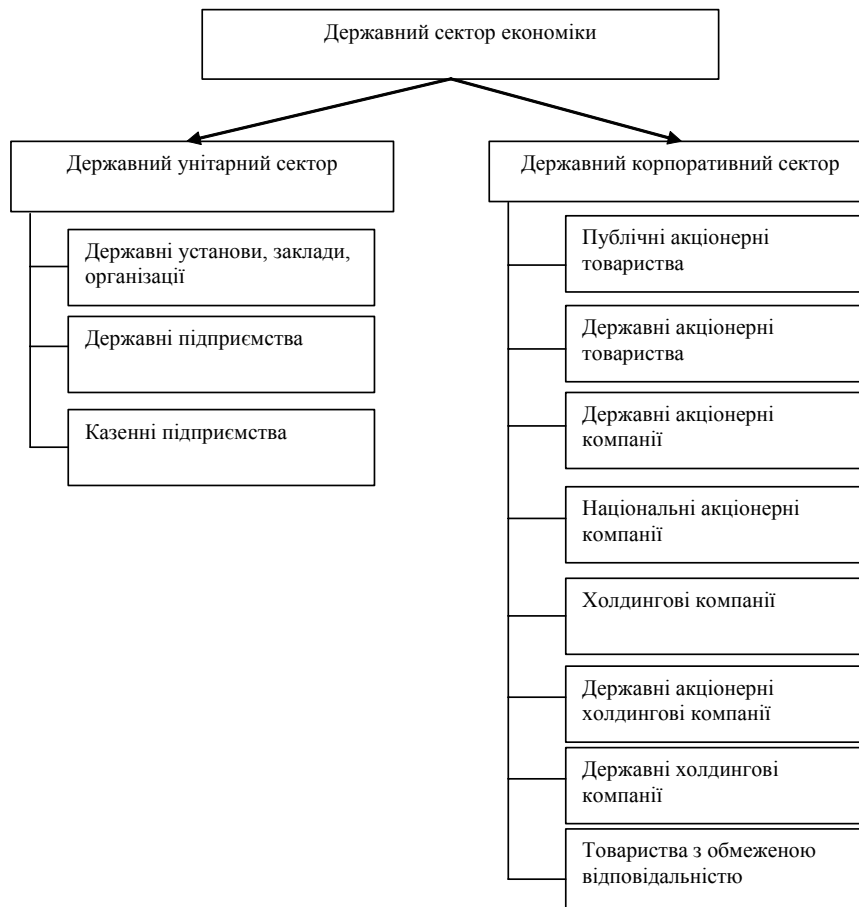 Державний сектор економіки
Державний унітарний сектор
Державні установи, заклади,
організації
Державні підприємства
Казенні підприємства
Державний корпоративний сектор
Публічні акціонерні
товариства
Державні акціонерні
товариства
Державні акціонерні
компанії
Національні акціонерні
компанії
Холдингові компанії
Державні акціонерні
холдингові компанії
Державні холдингові
компанії
Товариства з обмеженою
відповідальністю